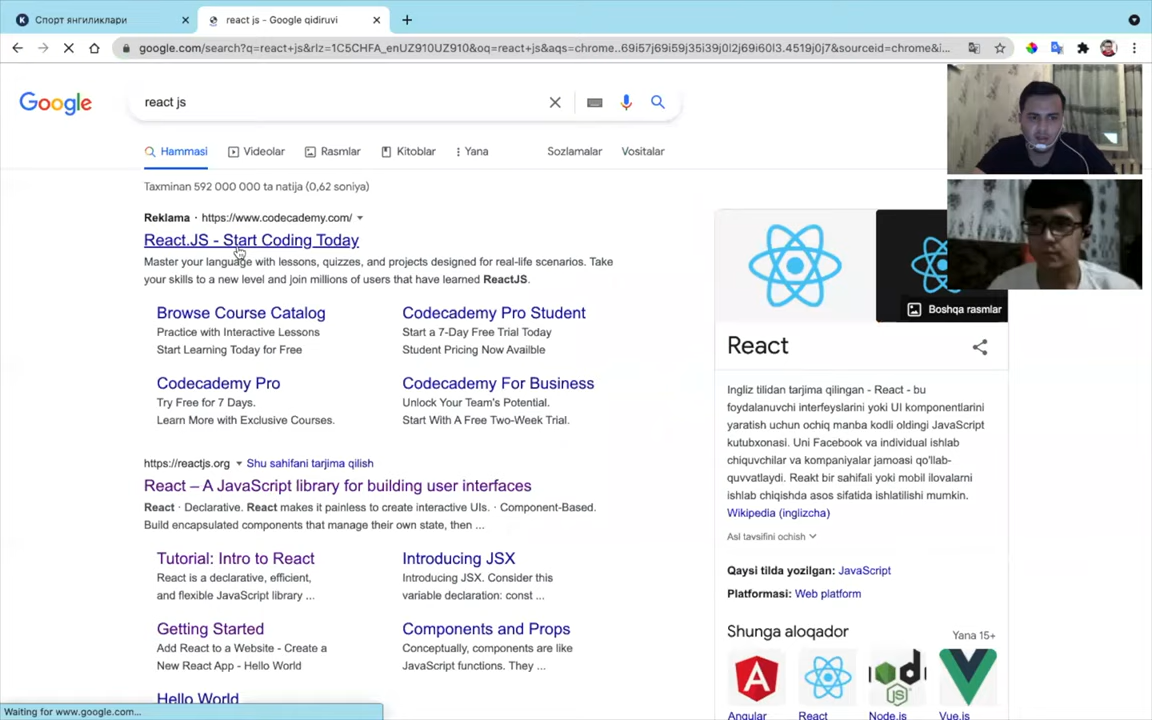 Спорт янгиликлари
react js - Google qidiruvi
google.com/search?q=react+js&rlz=1C5CHFA_enUZ910UZ910&oq=react+js&aqs=chrome..69i57j69i59j35i39j0l2j69i60l3.4519j0j7&sourceid=chrome&i...
Google
react js
Hammasi
Videolar
Rasmlar
Kitoblar
Yana
Sozlamalar
Vositalar
Taxminan 592 000 000 ta natija (0,62 soniya)
Reklama · https://www.codecademy.com/
React.JS - Start Coding Today
Master your language with lessons, quizzes, and projects designed for real-life scenarios. Take
your skills to a new level and join millions of users that have learned ReactJS.
Browse Course Catalog
Practice with Interactive Lessons
Start Learning Today for Free
Codecademy Pro Student
Start a 7-Day Free Trial Today
Student Pricing Now Availble
Codecademy Pro
Try Free for 7 Days.
Learn More with Exclusive Courses.
Codecademy For Business
Unlock Your Team's Potential.
Start With A Free Two-Week Trial.
https://reactjs.org Shu sahifani tarjima qilish
React – A JavaScript library for building user interfaces
React · Declarative. React makes it painless to create interactive UIs. · Component-Based.
Build encapsulated components that manage their own state, then ...
Tutorial: Intro to React
React is a declarative, efficient,
and flexible JavaScript library ...
Introducing JSX
Introducing JSX. Consider this
variable declaration: const ...
Getting Started
Add React to a Website - Create a
New React App - Hello World
Components and Props
Conceptually, components are like
JavaScript functions. They ...
Hello World
Boshqa rasmlar
React
Ingliz tilidan tarjima qilingan - React - bu
foydalanuvchi interfeyslarini yoki UI komponentlarini
yaratish uchun ochiq manba kodli oldingi JavaScript
kutubxonasi. Uni Facebook va individual ishlab
chiquvchilar va kompaniyalar jamoasi qo'llab-
quvvatlaydi. Reakt bir sahifali yoki mobil ilovalarni
ishlab chiqishda asos sifatida ishlatilishi mumkin.
Wikipedia (inglizcha)
Asl tavsifini ochish
Qaysi tilda yozilgan: JavaScript
Platformasi: Web platform
Shunga aloqador
Yana 15+
Angular
React
Node.js
Vue.js
Waiting for www.google.com...